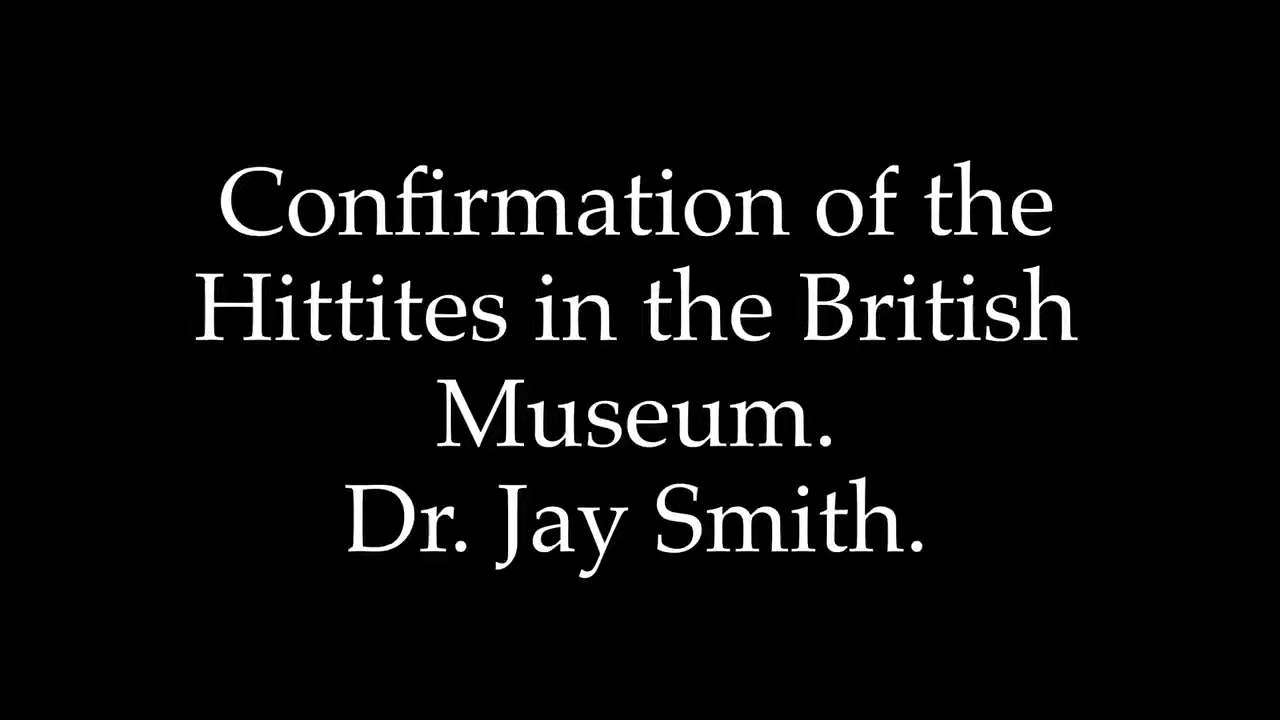 Confirmation of the
Hittites in the British
Museum.
Dr. Jay Smith.